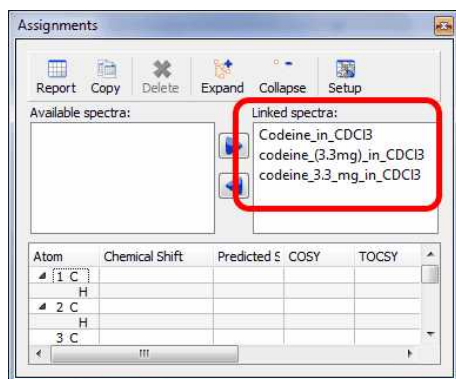 Assignments
Report Copy Delete Expand Collapse Setup
Available spectra: Linked spectra:
Codeine_in_CDCl3
codeine_(3.3mg)_in_CDCl3
codeine_3.3_mg_in_CDCl3
Atom Chemical Shift Predicted S COSY TOCSY
1 C
H
2 C
H
3 C